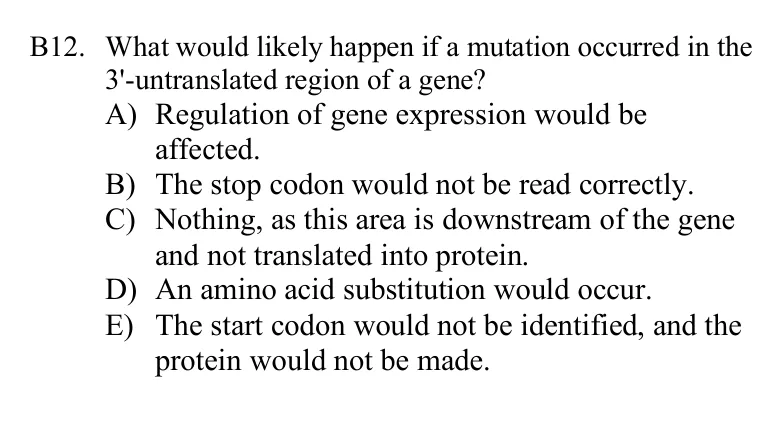 B12. What would likely happen if a mutation occurred in the
3'-untranslated region of a gene?
A) Regulation of gene expression would be
affected.
B) The stop codon would not be read correctly.
C) Nothing, as this area is downstream of the gene
and not translated into protein.
D) An amino acid substitution would occur.
E) The start codon would not be identified, and the
protein would not be made.